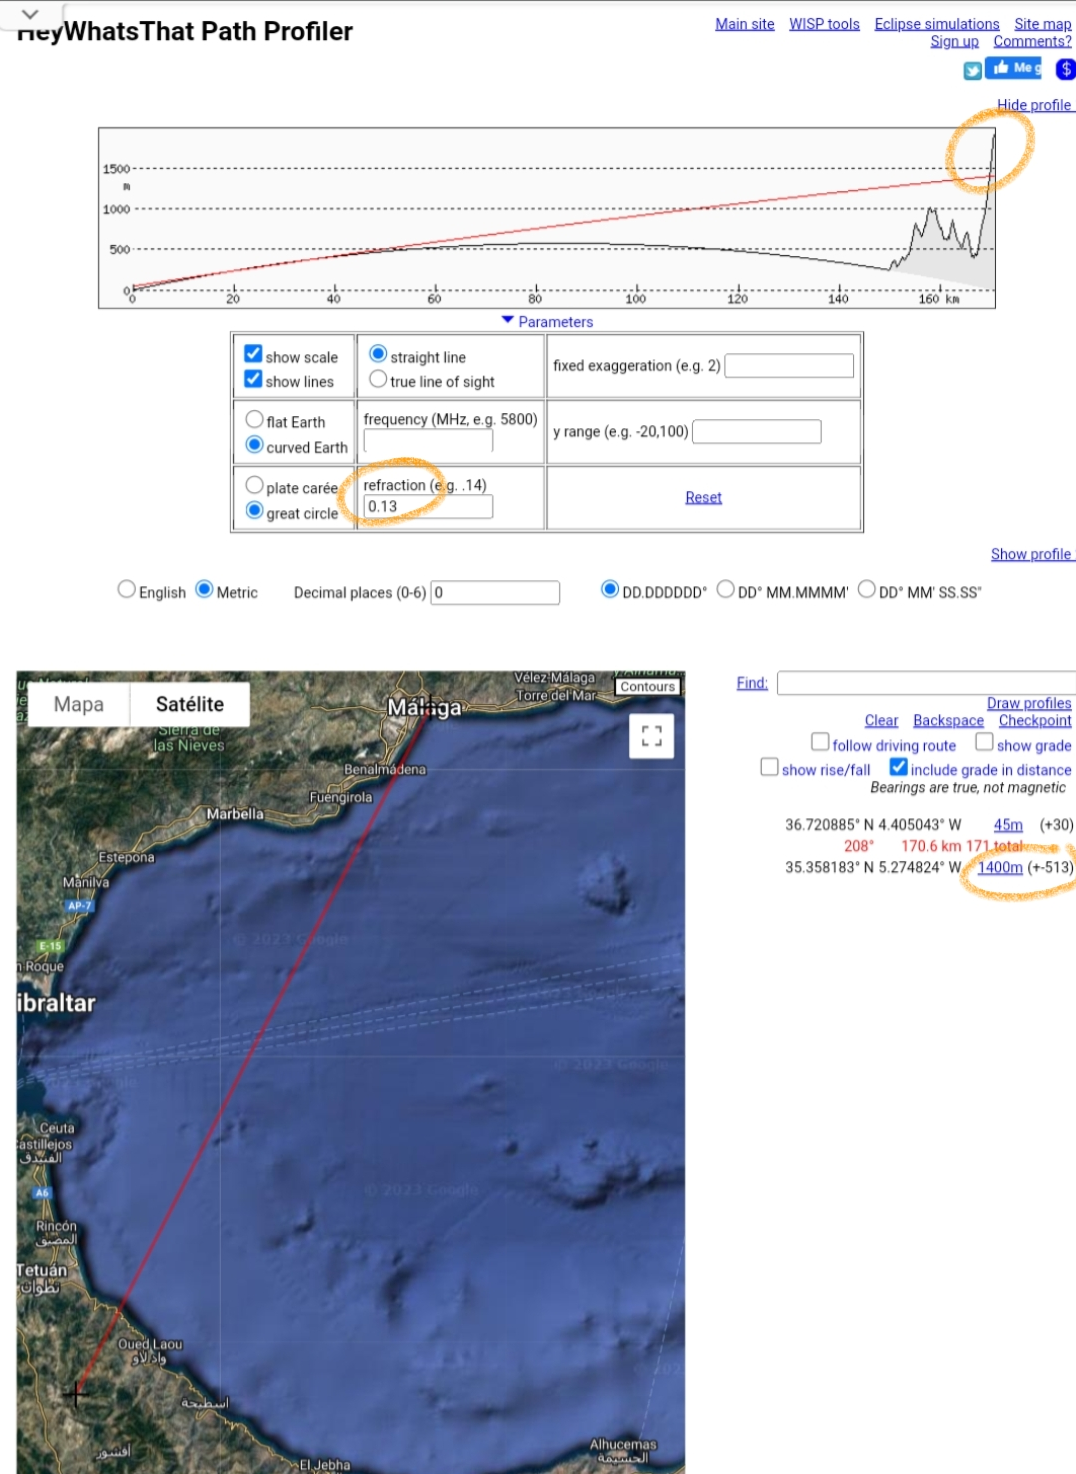 HeyWhatsThat Path Profiler
Main site WISP tools Eclipse simulations Site map
Sign up Comments?
Me g
$
Hide profile
1500
m
1000
500
0
0 20 40 60 80 100 120 140 160 km
Parameters
show scale straight line fixed exaggeration (e.g. 2)
show lines true line of sight
flat Earth frequency (MHz, e.g. 5800) y range (e.g. -20,100)
curved Earth
plate carée refraction (e.g. .14) Reset
great circle 0.13
Show profile
English Metric Decimal places (0-6) 0 DD.DDDDDD° DD° MM.MMMM' DD° MM' SS.SS"
Mapa Satélite
Contours
Vélez-Málaga
Torre del Mar
Málaga
Sierra de
las Nieves
Benalmádena
Fuengirola
Marbella
Estepona
Manilva
AP-7
E-15
n Roque
ibraltar
© 2023 Google
© 2023 Google
© 2023 Google
Ceuta
astillejos
الفنيدق
A6
Rincón
المضيق
Tetuán
تطوان
Oued Laou
واد لاو
اسطيحة
أقشور
El Jebha
Alhucemas
الحسيمة
Find:
Draw profiles
Clear Backspace Checkpoint
follow driving route show grade
show rise/fall include grade in distance
Bearings are true, not magnetic
36.720885° N 4.405043° W 45m (+30)
208° 170.6 km 171 total
35.358183° N 5.274824° W 1400m (+-513)